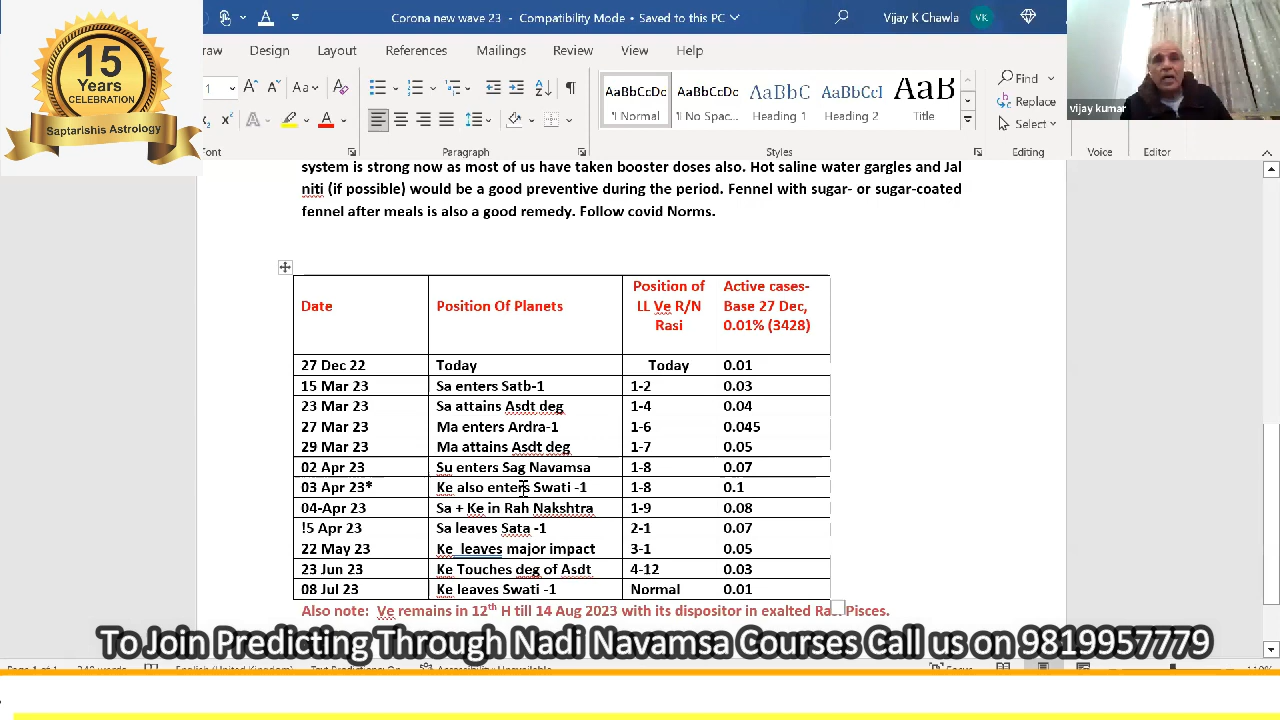 Corona new wave 23 - Compatibility Mode • Saved to this PC
Vijay K Chawla VK
raw Design Layout References Mailings Review View Help
15
Years
CELEBRATION
Saptarishis Astrology
Aa
AaBbCcDc AaBbCcDc AaBbC AaBbCcI AaB
¶ Normal ¶ No Spac... Heading 1 Heading 2 Title
Find
Replace
Select
Font Paragraph Styles Editing Voice Editor
vijay kumar
system is strong now as most of us have taken booster doses also. Hot saline water gargles and Jal
niti (if possible) would be a good preventive during the period. Fennel with sugar- or sugar-coated
fennel after meals is also a good remedy. Follow covid Norms.
Date Position Of Planets Position of LL Ve R/N Rasi Active cases- Base 27 Dec, 0.01% (3428)
27 Dec 22 Today Today 0.01
15 Mar 23 Sa enters Satb-1 1-2 0.03
23 Mar 23 Sa attains Asdt deg 1-4 0.04
27 Mar 23 Ma enters Ardra-1 1-6 0.045
29 Mar 23 Ma attains Asdt deg 1-7 0.05
02 Apr 23 Su enters Sag Navamsa 1-8 0.07
03 Apr 23* Ke also enters Swati -1 1-8 0.1
04-Apr 23 Sa + Ke in Rah Nakshtra 1-9 0.08
!5 Apr 23 Sa leaves Sata -1 2-1 0.07
22 May 23 Ke leaves major impact 3-1 0.05
23 Jun 23 Ke Touches deg of Asdt 4-12 0.03
08 Jul 23 Ke leaves Swati -1 Normal 0.01
Also note: Ve remains in 12th H till 14 Aug 2023 with its dispositor in exalted Pisces.
To Join Predicting Through Nadi Navamsa Courses Call us on 9819957779